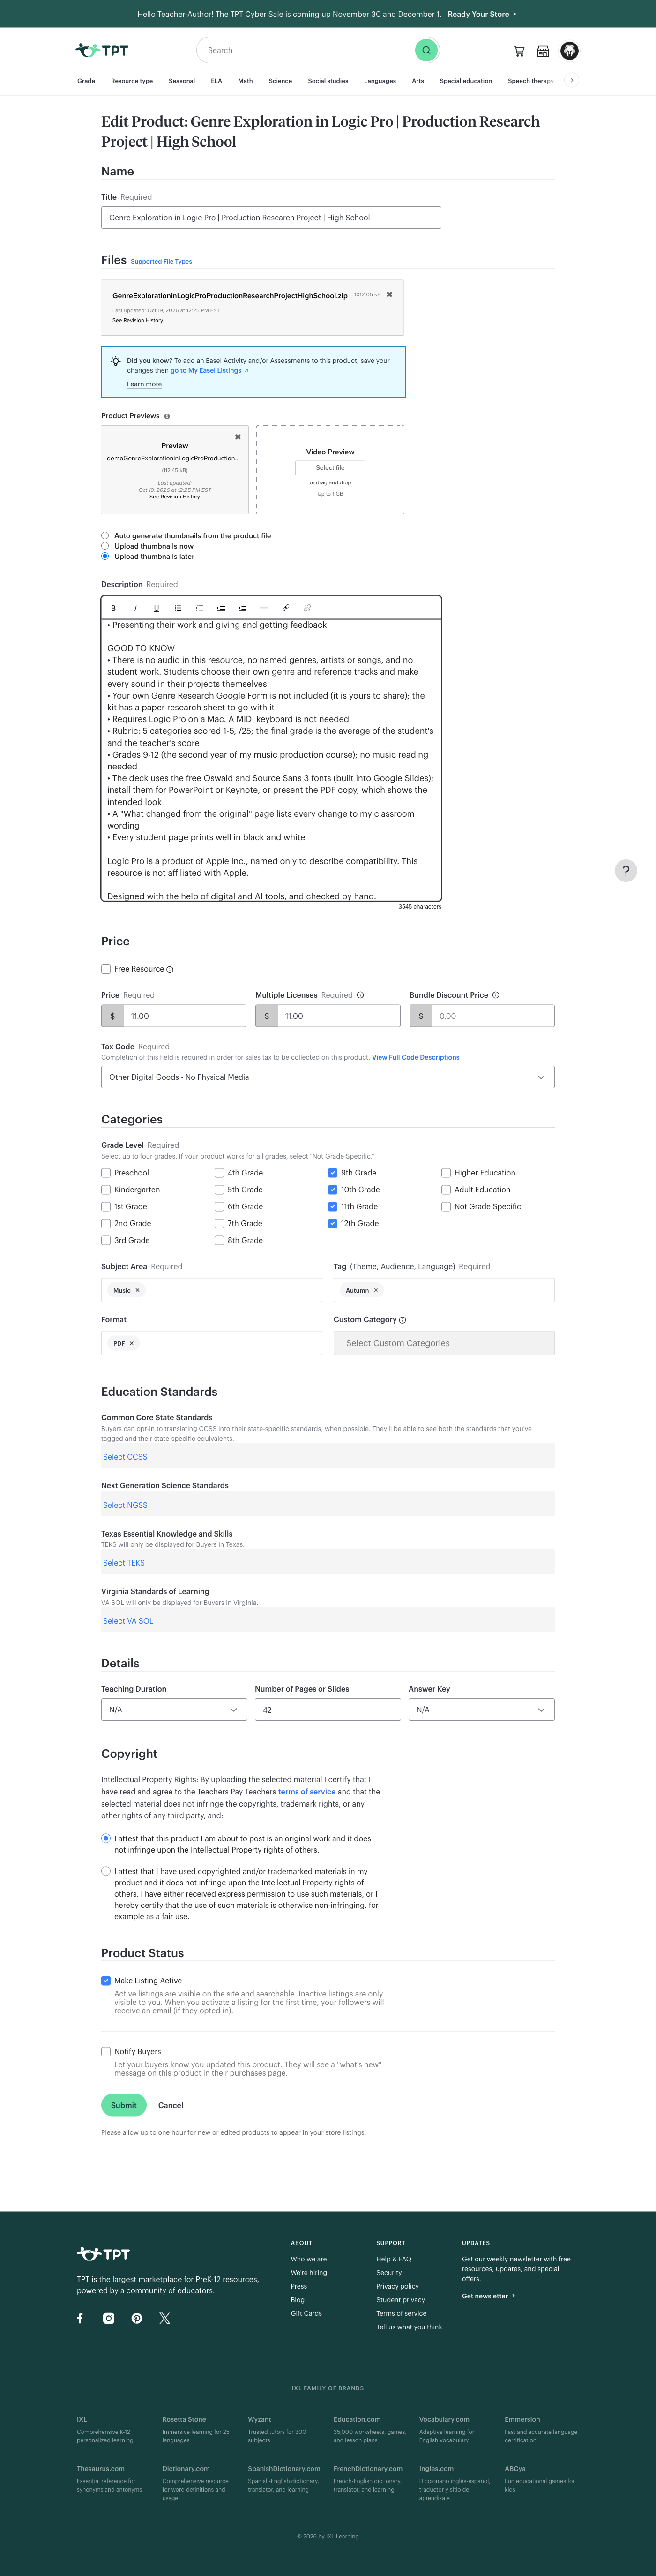 Hello Teacher-Author! The TPT Cyber Sale is coming up November 30 and December 1. Ready Your Store >
TPT
Search
Grade Resource type Seasonal ELA Math Science Social studies Languages Arts Special education Speech therapy
Edit Product: Genre Exploration in Logic Pro | Production Research
Project | High School
Name
Title Required
Genre Exploration in Logic Pro | Production Research Project | High School
Files Supported File Types
GenreExplorationinLogicProProductionResearchProjectHighSchool.zip 1012.05 kB ✖
Last updated: Oct 19, 2026 at 12:25 PM EST
See Revision History
Did you know? To add an Easel Activity and/or Assessments to this product, save your
changes then go to My Easel Listings ↗
Learn more
Product Previews
✖
Preview
demoGenreExplorationinLogicProProduction...
(112.45 kB)
Last updated:
Oct 19, 2026 at 12:25 PM EST
See Revision History
Video Preview
Select file
or drag and drop
Up to 1 GB
Auto generate thumbnails from the product file
Upload thumbnails now
Upload thumbnails later
Description Required
B I U
• Presenting their work and giving and getting feedback
GOOD TO KNOW
• There is no audio in this resource, no named genres, artists or songs, and no
student work. Students choose their own genre and reference tracks and make
every sound in their projects themselves
• Your own Genre Research Google Form is not included (it is yours to share); the
kit has a paper research sheet to go with it
• Requires Logic Pro on a Mac. A MIDI keyboard is not needed
• Rubric: 5 categories scored 1-5, /25; the final grade is the average of the student's
and the teacher's score
• Grades 9-12 (the second year of my music production course); no music reading
needed
• The deck uses the free Oswald and Source Sans 3 fonts (built into Google Slides);
install them for PowerPoint or Keynote, or present the PDF copy, which shows the
intended look
• A "What changed from the original" page lists every change to my classroom
wording
• Every student page prints well in black and white
Logic Pro is a product of Apple Inc., named only to describe compatibility. This
resource is not affiliated with Apple.
Designed with the help of digital and AI tools, and checked by hand.
3545 characters
?
Price
Free Resource
Price Required
$ 11.00
Multiple Licenses Required
$ 11.00
Bundle Discount Price
$ 0.00
Tax Code Required
Completion of this field is required in order for sales tax to be collected on this product. View Full Code Descriptions
Other Digital Goods - No Physical Media
Categories
Grade Level Required
Select up to four grades. If your product works for all grades, select "Not Grade Specific."
Preschool 4th Grade 9th Grade Higher Education
Kindergarten 5th Grade 10th Grade Adult Education
1st Grade 6th Grade 11th Grade Not Grade Specific
2nd Grade 7th Grade 12th Grade
3rd Grade 8th Grade
Subject Area Required
Music ✕
Tag (Theme, Audience, Language) Required
Autumn ✕
Format
PDF ✕
Custom Category
Select Custom Categories
Education Standards
Common Core State Standards
Buyers can opt-in to translating CCSS into their state-specific standards, when possible. They'll be able to see both the standards that you've
tagged and their state-specific equivalents.
Select CCSS
Next Generation Science Standards
Select NGSS
Texas Essential Knowledge and Skills
TEKS will only be displayed for Buyers in Texas.
Select TEKS
Virginia Standards of Learning
VA SOL will only be displayed for Buyers in Virginia.
Select VA SOL
Details
Teaching Duration Number of Pages or Slides Answer Key
N/A 42 N/A
Copyright
Intellectual Property Rights: By uploading the selected material I certify that I
have read and agree to the Teachers Pay Teachers terms of service and that the
selected material does not infringe the copyrights, trademark rights, or any
other rights of any third party, and:
I attest that this product I am about to post is an original work and it does
not infringe upon the Intellectual Property rights of others.
I attest that I have used copyrighted and/or trademarked materials in my
product and it does not infringe upon the Intellectual Property rights of
others. I have either received express permission to use such materials, or I
hereby certify that the use of such materials is otherwise non-infringing, for
example as a fair use.
Product Status
Make Listing Active
Active listings are visible on the site and searchable. Inactive listings are only
visible to you. When you activate a listing for the first time, your followers will
receive an email (if they opted in).
Notify Buyers
Let your buyers know you updated this product. They will see a "what's new"
message on this product in their purchases page.
Submit Cancel
Please allow up to one hour for new or edited products to appear in your store listings.
TPT
TPT is the largest marketplace for PreK-12 resources,
powered by a community of educators.
ABOUT
Who we are
We're hiring
Press
Blog
Gift Cards
SUPPORT
Help & FAQ
Security
Privacy policy
Student privacy
Terms of service
Tell us what you think
UPDATES
Get our weekly newsletter with free
resources, updates, and special
offers.
Get newsletter >
IXL FAMILY OF BRANDS
IXL
Comprehensive K-12
personalized learning
Rosetta Stone
Immersive learning for 25
languages
Wyzant
Trusted tutors for 300
subjects
Education.com
35,000 worksheets, games,
and lesson plans
Vocabulary.com
Adaptive learning for
English vocabulary
Emmersion
Fast and accurate language
certification
Thesaurus.com
Essential reference for
synonyms and antonyms
Dictionary.com
Comprehensive resource
for word definitions and
usage
SpanishDictionary.com
Spanish-English dictionary,
translator, and learning
FrenchDictionary.com
French-English dictionary,
translator, and learning
Ingles.com
Diccionario inglés-español,
traductor y sitio de
aprendizaje
ABCya
Fun educational games for
kids
© 2026 by IXL Learning